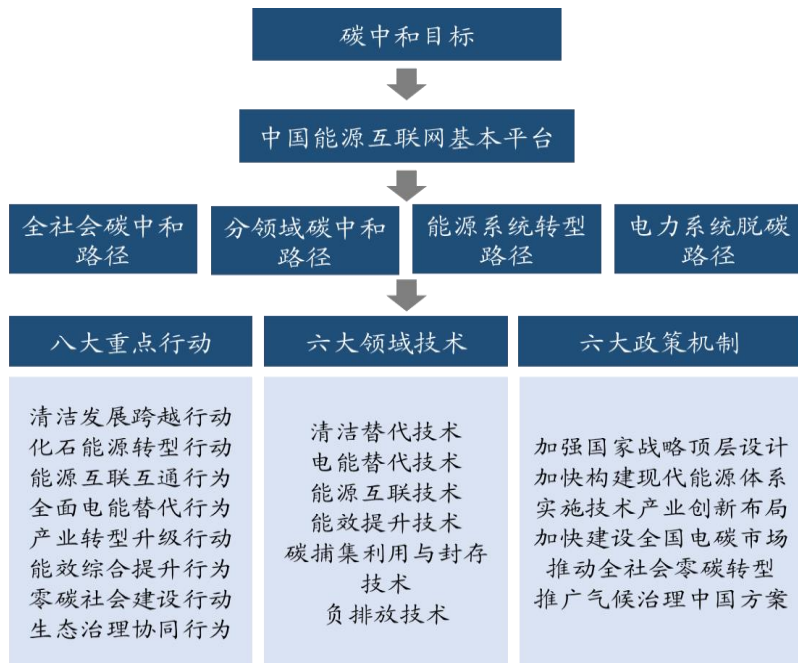 碳中和目标
中国能源互联网基本平台
全社会碳中和
路径
分领域碳中和
路径
能源系统转型
路径
电力系统脱碳
路径
八大重点行动
清洁发展跨越行动
化石能源转型行动
能源互联互通行为
全面电能替代行为
产业转型升级行动
能效综合提升行为
零碳社会建设行动
生态治理协同行为
六大领域技术
清洁替代技术
电能替代技术
能源互联技术
能效提升技术
碳捕集利用与封存
技术
负排放技术
六大政策机制
加强国家战略顶层设计
加快构建现代能源体系
实施技术产业创新布局
加快建设全国电碳市场
推动全社会零碳转型
推广气候治理中国方案